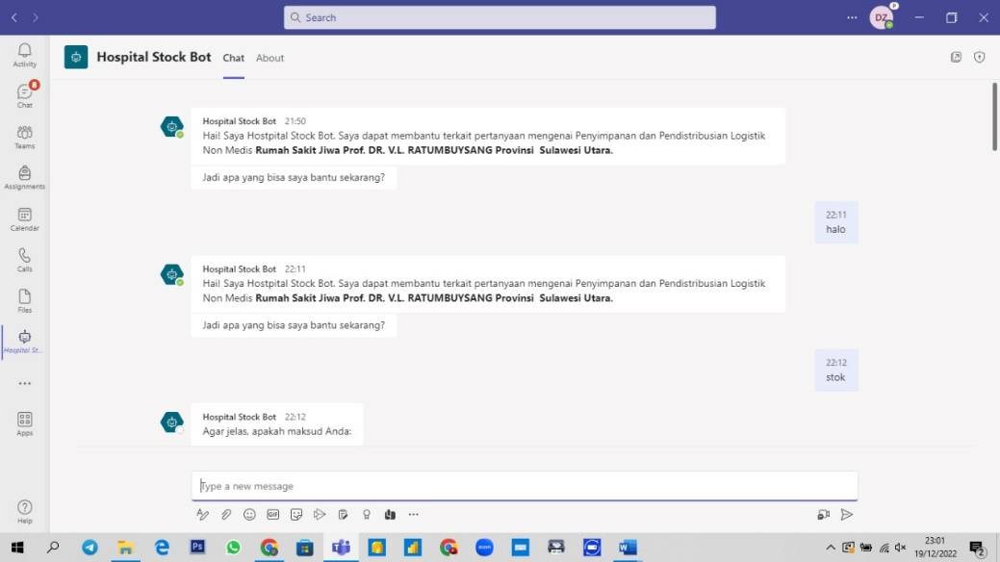 Search
DZ
P
Activity
Chat
8
Teams
Assignments
Calendar
Calls
Files
Hospital St...
Apps
Help
Hospital Stock Bot Chat About
Hospital Stock Bot 21:50
Hai! Saya Hostpital Stock Bot. Saya dapat membantu terkait pertanyaan mengenai Penyimpanan dan Pendistribusian Logistik
Non Medis Rumah Sakit Jiwa Prof. DR. V.L. RATUMBUYSANG Provinsi Sulawesi Utara.
Jadi apa yang bisa saya bantu sekarang?
22:11
halo
Hospital Stock Bot 22:11
Hai! Saya Hostpital Stock Bot. Saya dapat membantu terkait pertanyaan mengenai Penyimpanan dan Pendistribusian Logistik
Non Medis Rumah Sakit Jiwa Prof. DR. V.L. RATUMBUYSANG Provinsi Sulawesi Utara.
Jadi apa yang bisa saya bantu sekarang?
22:12
stok
Hospital Stock Bot 22:12
Agar jelas, apakah maksud Anda:
Type a new message
GIF
Ps
zoom
W
23:01
19/12/2022
2